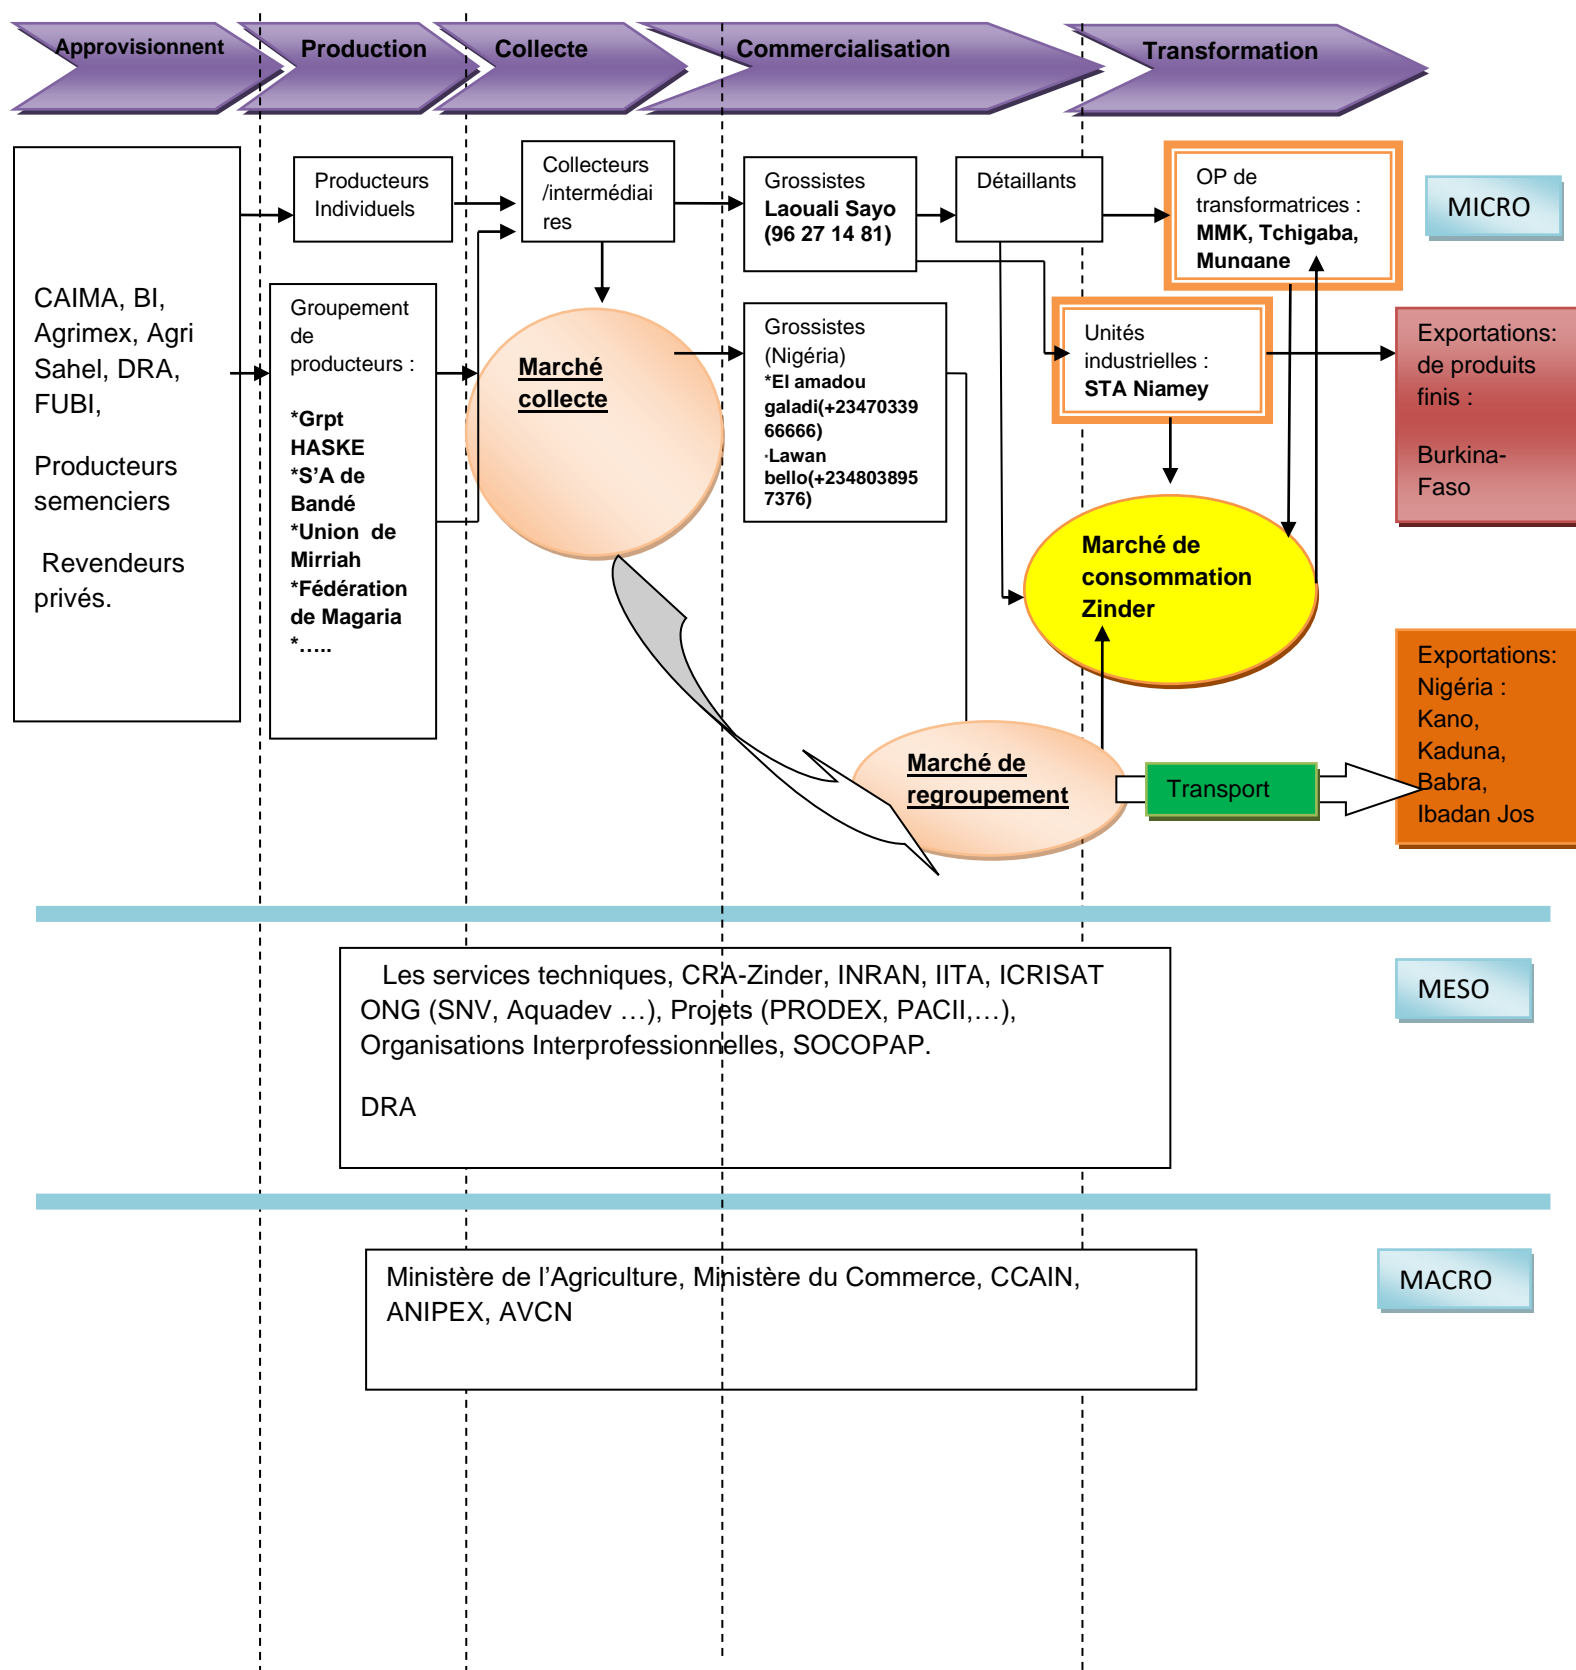 Approvisionnent
Production
Collecte
Commercialisation
Transformation
CAIMA, BI,
Agrimex, Agri
Sahel, DRA,
FUBI,
Producteurs
semenciers
Revendeurs
privés.
Producteurs
Individuels
Groupement
de
producteurs :
*Grpt
HASKE
*S’A de
Bandé
*Union de
Mirriah
*Fédération
de Magaria
*…..
Collecteurs
/intermédiai
res
Marché
collecte
Grossistes
Laouali Sayo
(96 27 14 81)
Grossistes
(Nigéria)
*El amadou
galadi(+23470339
66666)
*Lawan
bello(+234803895
7376)
Détaillants
OP de
transformatrices :
MMK, Tchigaba,
Mungane
Unités
industrielles :
STA Niamey
Marché de
consommation
Zinder
Marché de
regroupement
Transport
MICRO
Exportations:
de produits
finis :
Burkina-
Faso
Exportations:
Nigéria :
Kano,
Kaduna,
Babra,
Ibadan Jos
Les services techniques, CRA-Zinder, INRAN, IITA, ICRISAT
ONG (SNV, Aquadev …), Projets (PRODEX, PACII,…),
Organisations Interprofessionnelles, SOCOPAP.
DRA
MESO
Ministère de l’Agriculture, Ministère du Commerce, CCAIN,
ANIPEX, AVCN
MACRO